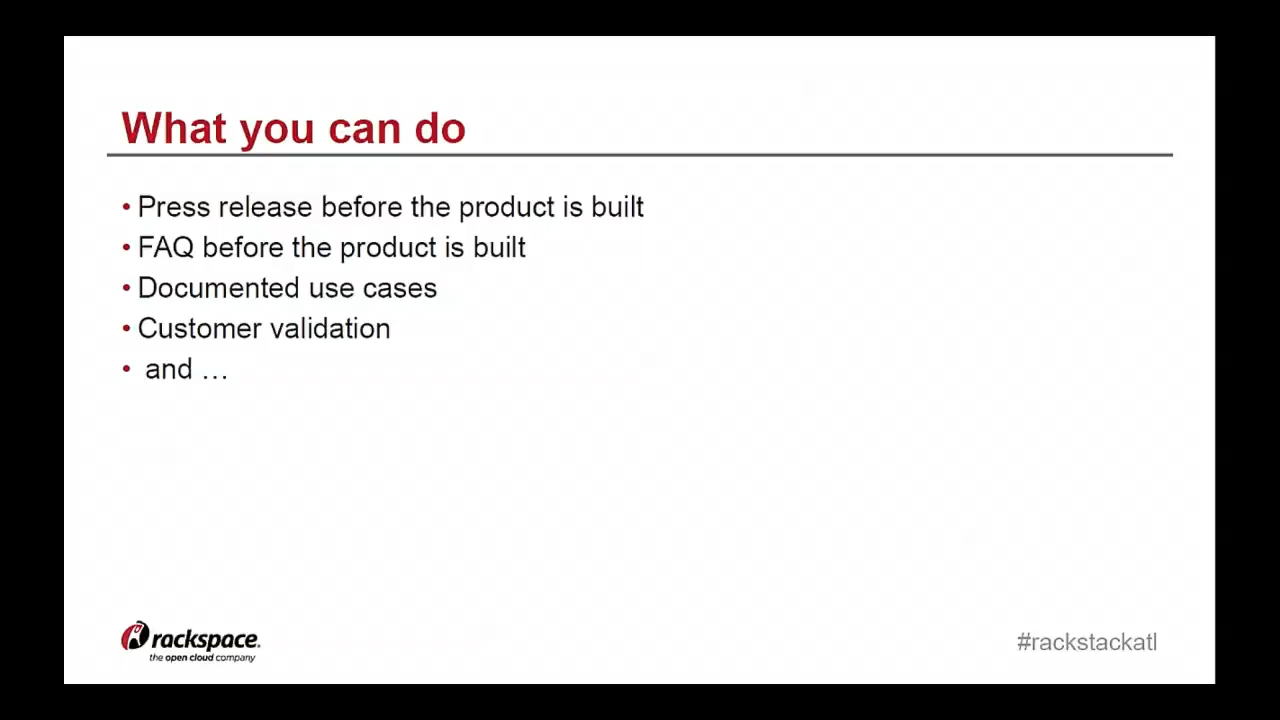 What you can do
• Press release before the product is built
• FAQ before the product is built
• Documented use cases
• Customer validation
• and …
rackspace.
the open cloud company
#rackstackatl